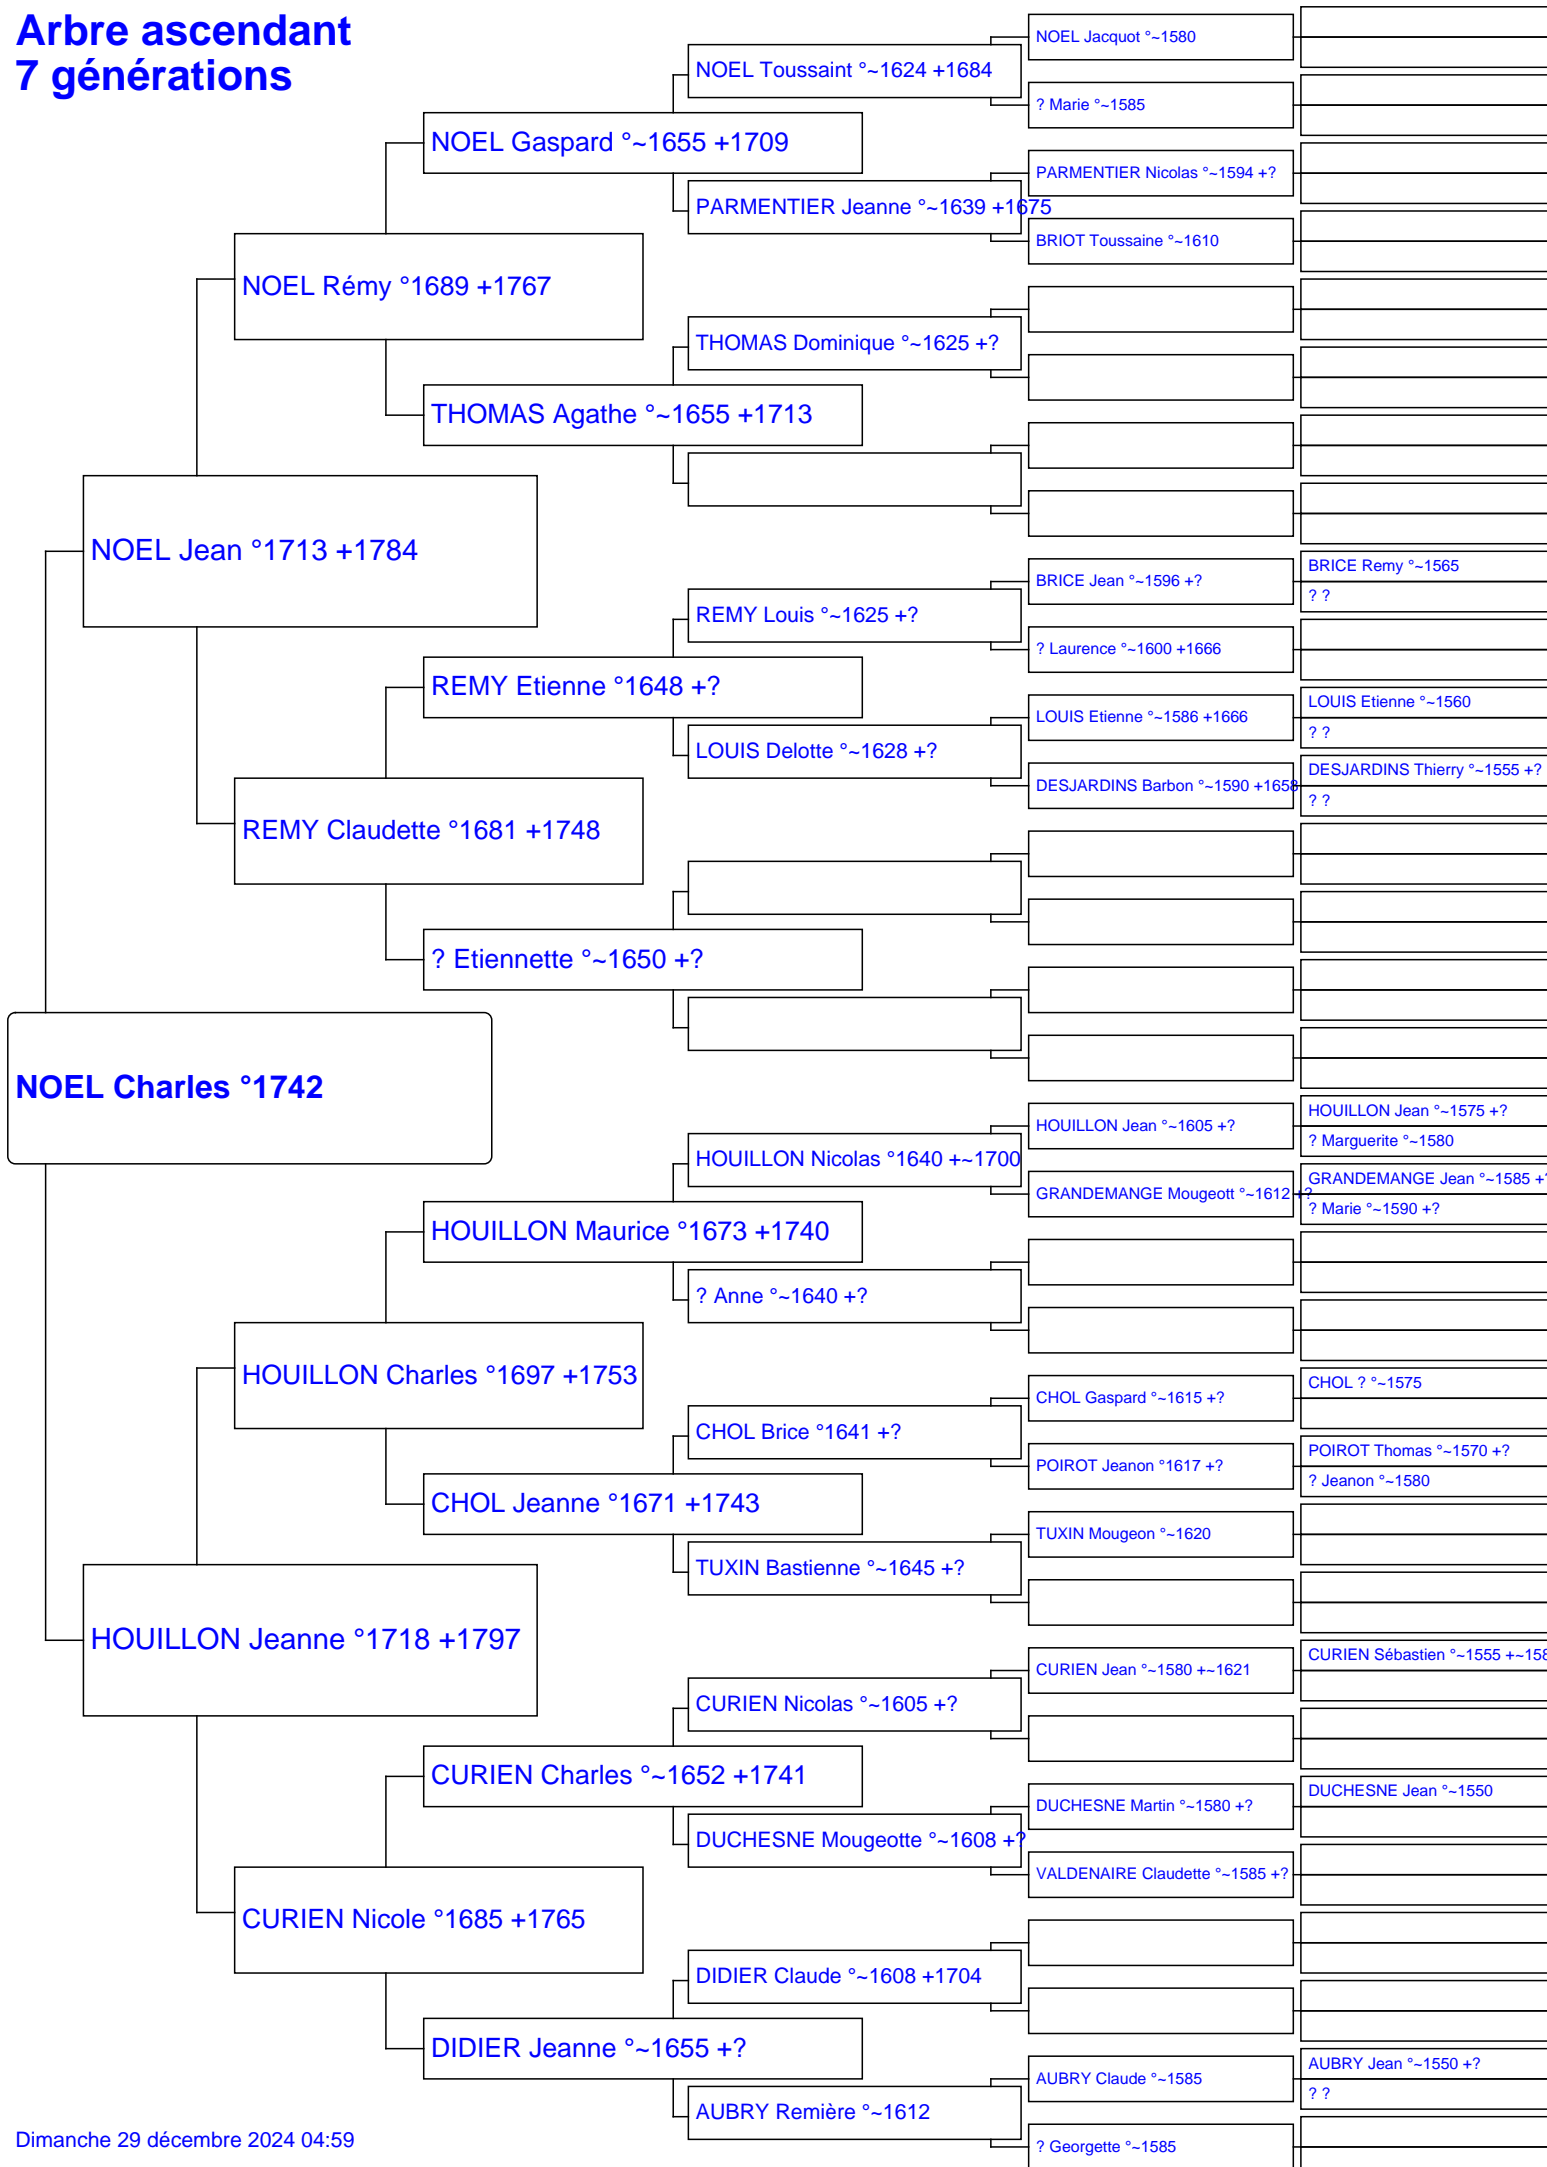 Arbre ascendant
7 générations
NOEL Charles °1742
NOEL Jean °1713 +1784
HOUILLON Jeanne °1718 +1797
NOEL Rémy °1689 +1767
REMY Claudette °1681 +1748
HOUILLON Charles °1697 +1753
CURIEN Nicole °1685 +1765
NOEL Gaspard °~1655 +1709
THOMAS Agathe °~1655 +1713
REMY Etienne °1648 +?
? Etiennette °~1650 +?
HOUILLON Maurice °1673 +1740
CHOL Jeanne °1671 +1743
CURIEN Charles °~1652 +1741
DIDIER Jeanne °~1655 +?
NOEL Toussaint °~1624 +1684
PARMENTIER Jeanne °~1639 +1675
THOMAS Dominique °~1625 +?
REMY Louis °~1625 +?
LOUIS Delotte °~1628 +?
HOUILLON Nicolas °1640 +~1700
? Anne °~1640 +?
CHOL Brice °1641 +?
TUXIN Bastienne °~1645 +?
CURIEN Nicolas °~1605 +?
DUCHESNE Mougeotte °~1608 +?
DIDIER Claude °~1608 +1704
AUBRY Remière °~1612
NOEL Jacquot °~1580
? Marie °~1585
PARMENTIER Nicolas °~1594 +?
BRIOT Toussaine °~1610
BRICE Jean °~1596 +?
? Laurence °~1600 +1666
LOUIS Etienne °~1586 +1666
DESJARDINS Barbon °~1590 +1658
HOUILLON Jean °~1605 +?
GRANDEMANGE Mougeott °~1612 +?
CHOL Gaspard °~1615 +?
POIROT Jeanon °1617 +?
TUXIN Mougeon °~1620
CURIEN Jean °~1580 +~1621
DUCHESNE Martin °~1580 +?
VALDENAIRE Claudette °~1585 +?
AUBRY Claude °~1585
? Georgette °~1585
BRICE Remy °~1565
? ?
LOUIS Etienne °~1560
? ?
DESJARDINS Thierry °~1555 +?
? ?
HOUILLON Jean °~1575 +?
? Marguerite °~1580
GRANDEMANGE Jean °~1585 +?
? Marie °~1590 +?
CHOL ? °~1575
POIROT Thomas °~1570 +?
? Jeanon °~1580
CURIEN Sébastien °~1555 +~158
DUCHESNE Jean °~1550
AUBRY Jean °~1550 +?
? ?
Dimanche 29 décembre 2024 04:59